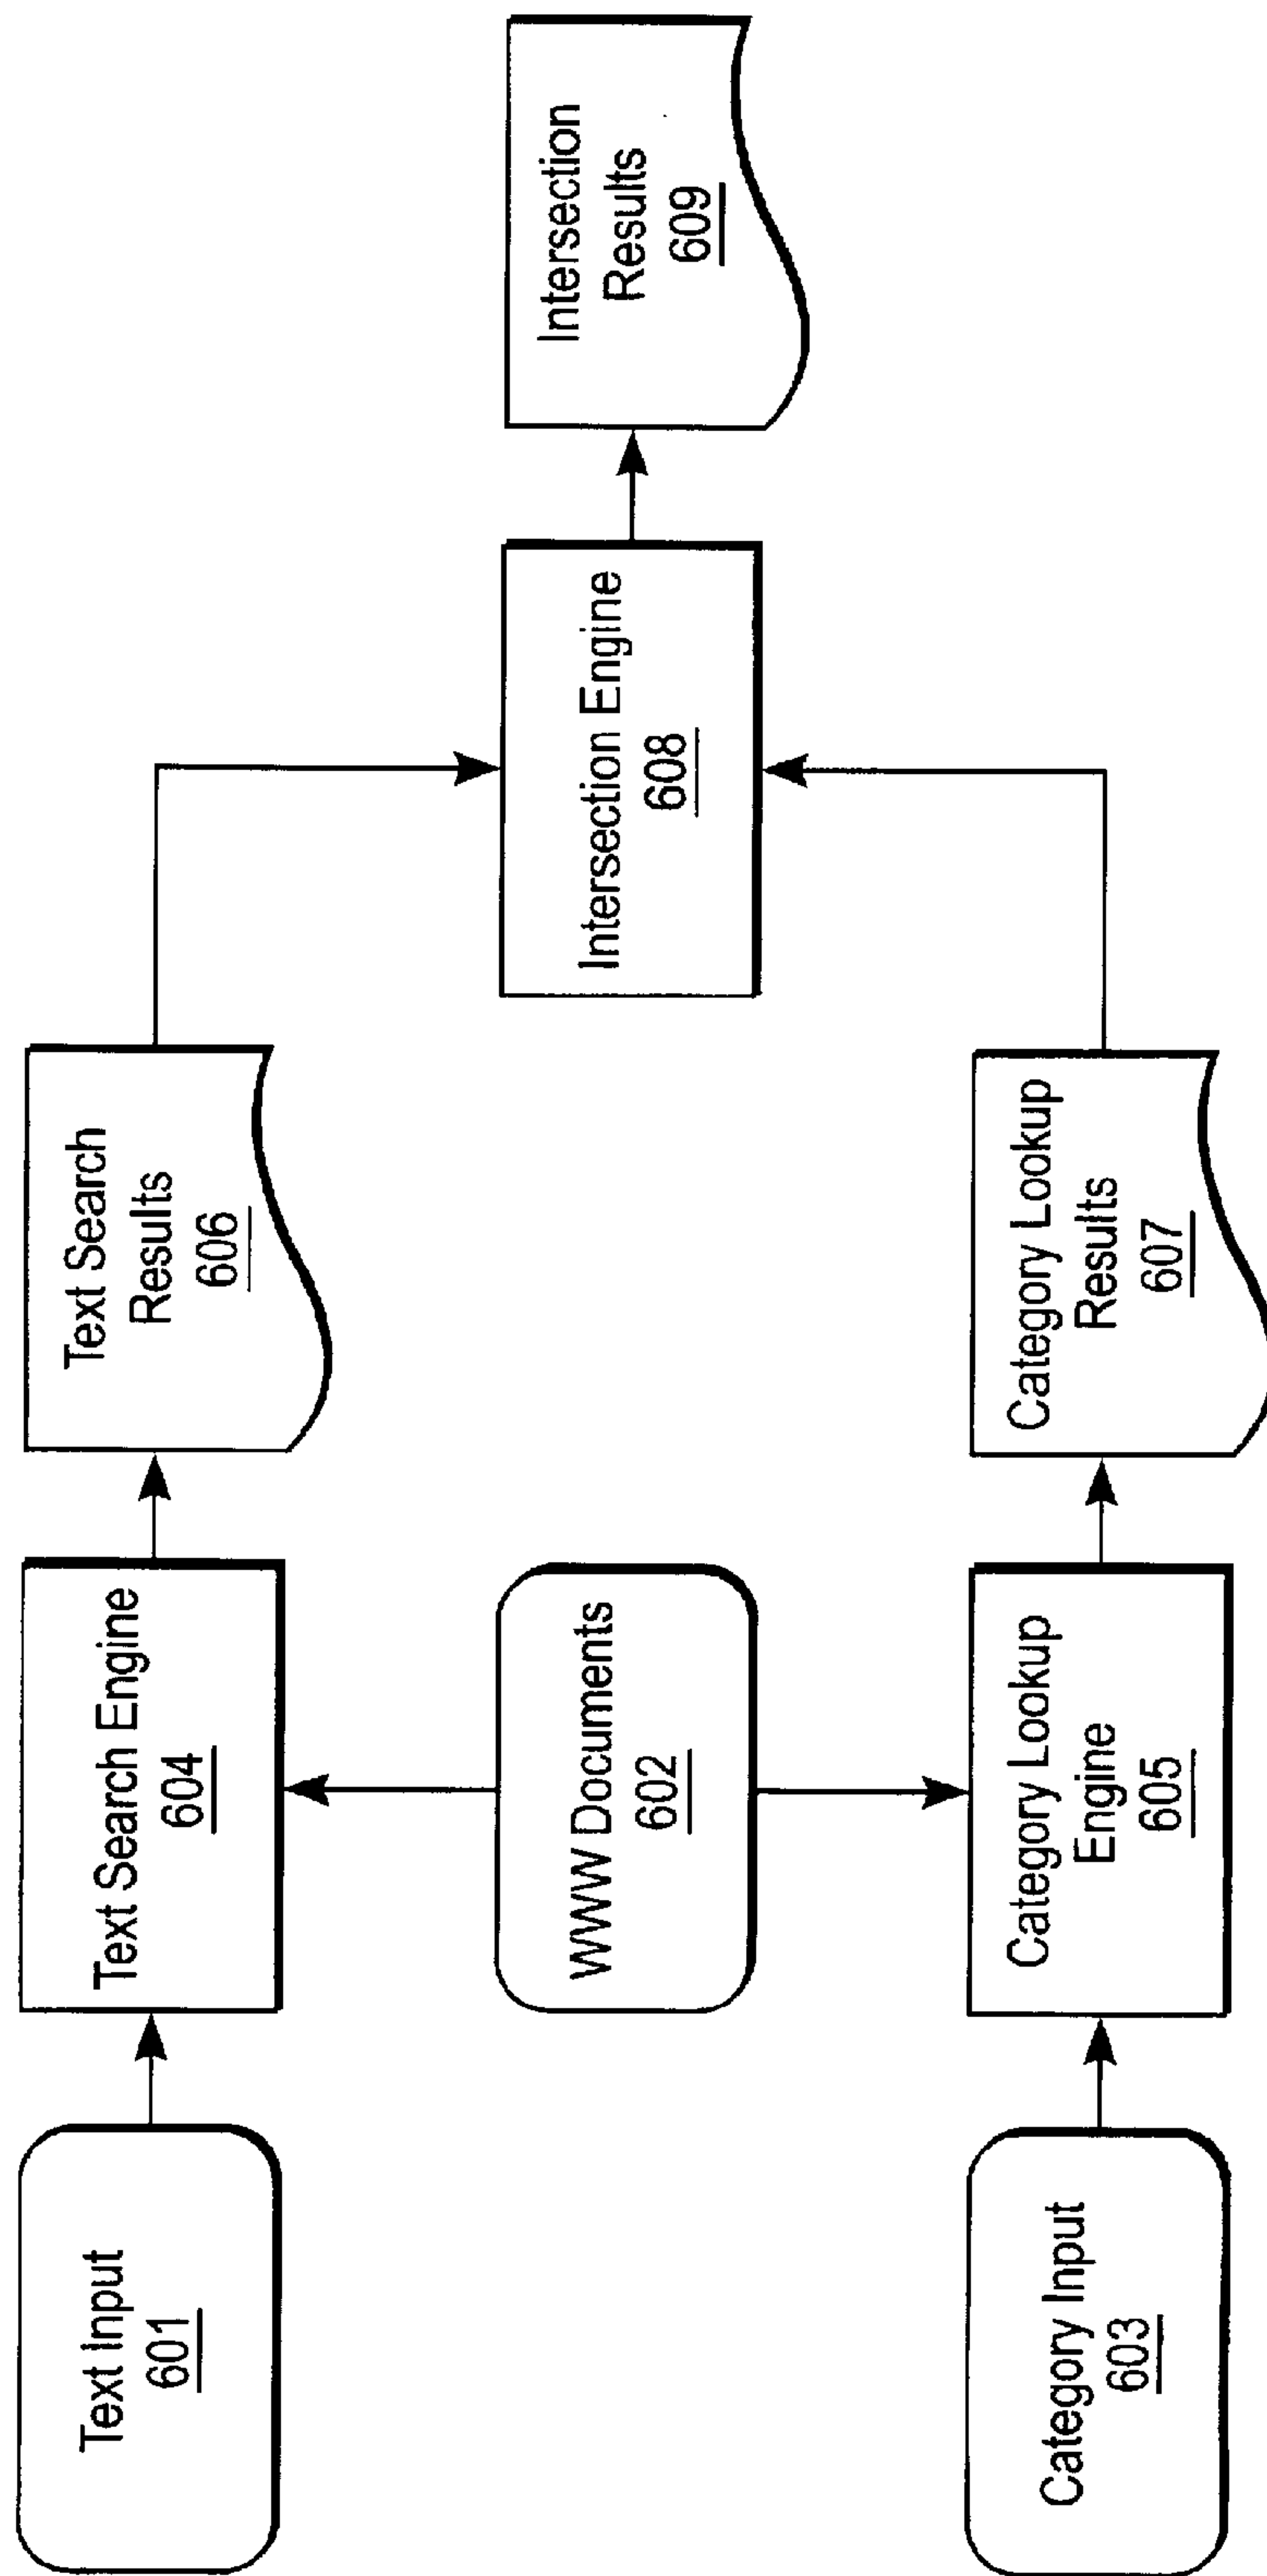 Text Input
601
Text Search Engine
604
Text Search
Results
606
WWW Documents
602
Intersection Engine
608
Intersection
Results
609
Category Input
603
Category Lookup
Engine
605
Category Lookup
Results
607